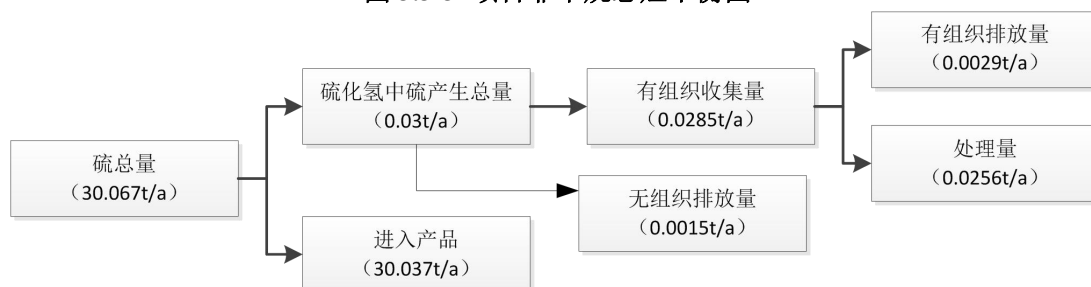 有组织排放量
（0.0029t/a）
硫化氢中硫产生总量
（0.03t/a）
有组织收集量
（0.0285t/a）
处理量
（0.0256t/a）
硫总量
（30.067t/a）
无组织排放量
（0.0015t/a）
进入产品
（30.037t/a）